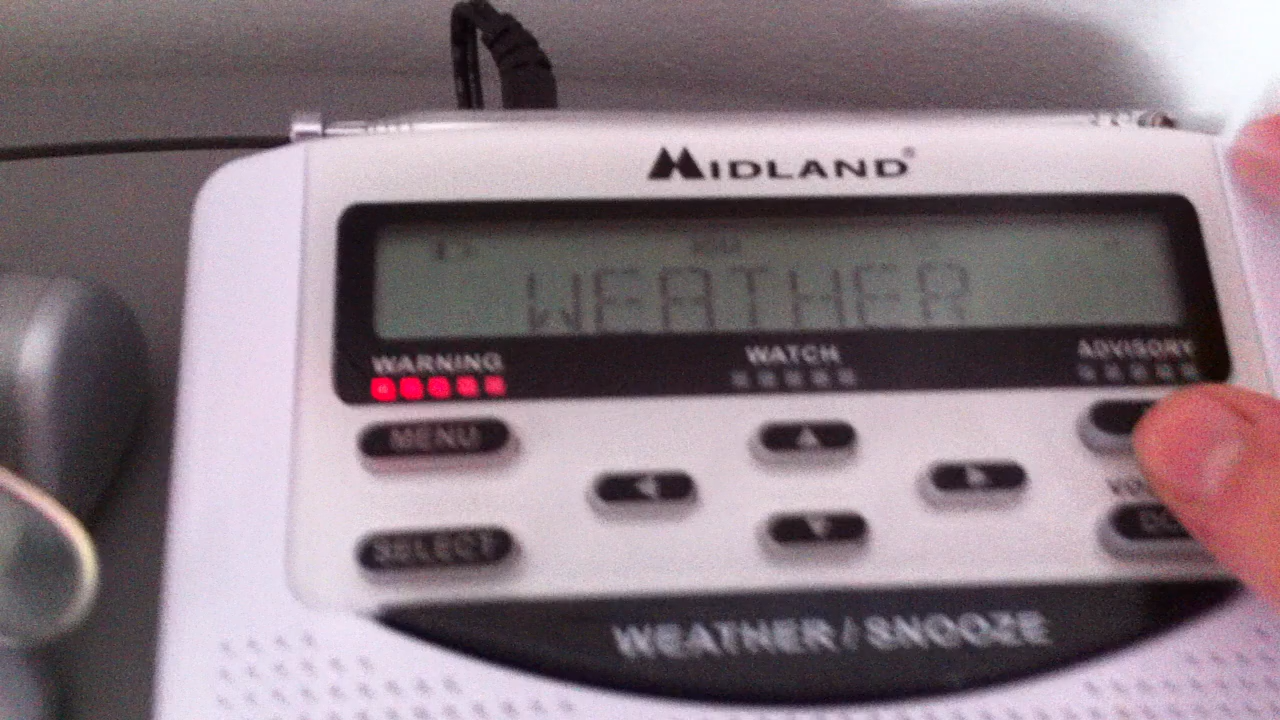 MIDLAND®
WEATHER
WARNING
WATCH
ADVISORY
MENU
SELECT
WEATHER / SNOOZE